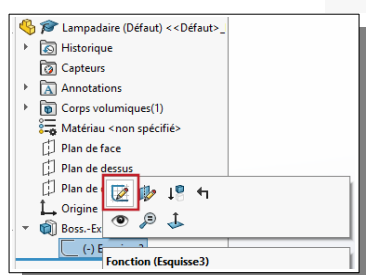 Lampadaire (Défaut) <<Défaut>_
Historique
Capteurs
Annotations
Corps volumiques(1)
Matériau <non spécifié>
Plan de face
Plan de dessus
Plan de
Origine
Boss.-Ex
(-) E
Fonction (Esquisse3)